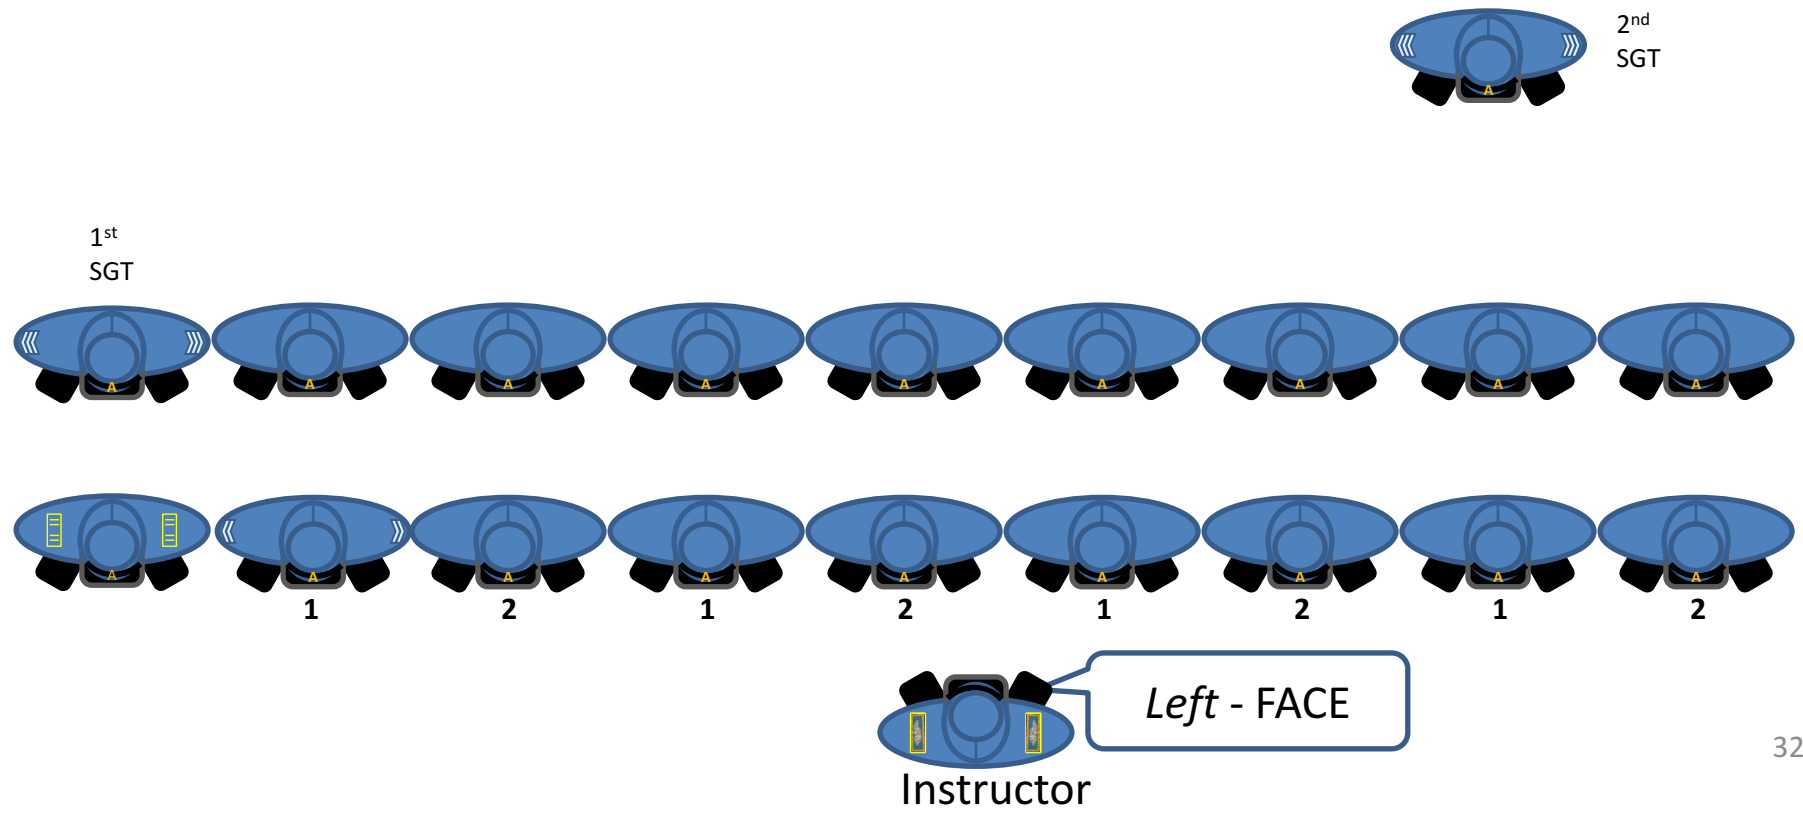 2nd
SGT
1st
SGT
A
A A A A A A A A A
A A A A A A A A A
1 2 1 2 1 2 1 2
Left - FACE
32
Instructor